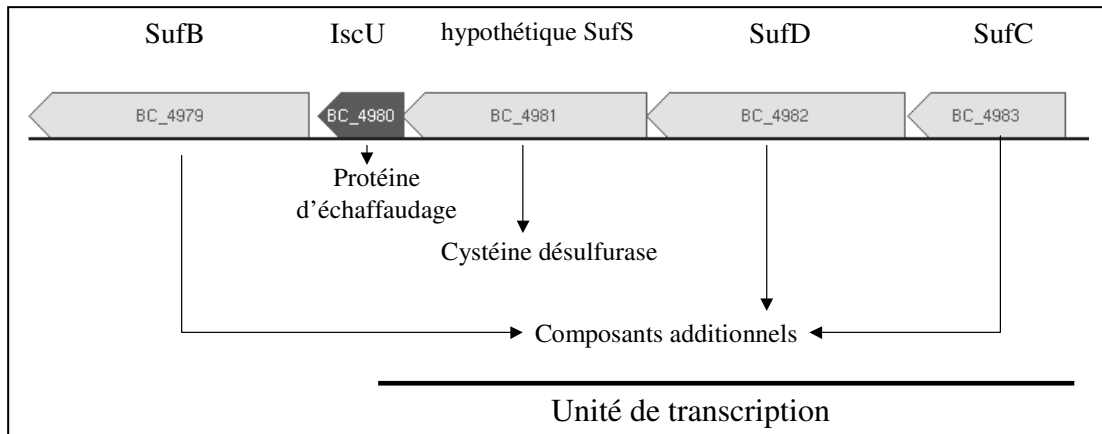 SufB IscU hypothétique SufS SufD SufC
BC_4979 BC_4980 BC_4981 BC_4982 BC_4983
Protéine
d'échaffaudage
Cystéine désulfurase
Composants additionnels
Unité de transcription